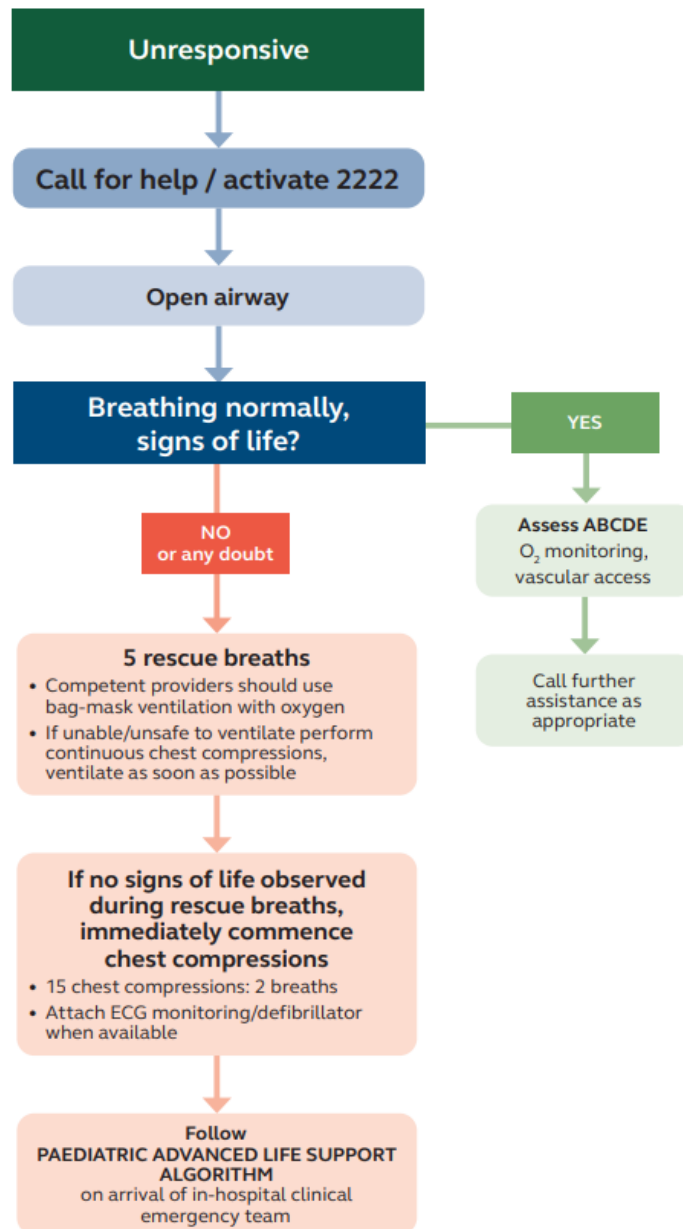 Unresponsive
Call for help / activate 2222
Open airway
Breathing normally,
signs of life?
YES
Assess ABCDE
O₂ monitoring,
vascular access
Call further
assistance as
appropriate
NO
or any doubt
5 rescue breaths
• Competent providers should use
bag-mask ventilation with oxygen
• If unable/unsafe to ventilate perform
continuous chest compressions,
ventilate as soon as possible
If no signs of life observed
during rescue breaths,
immediately commence
chest compressions
• 15 chest compressions: 2 breaths
• Attach ECG monitoring/defibrillator
when available
Follow
PAEDIATRIC ADVANCED LIFE SUPPORT
ALGORITHM
on arrival of in-hospital clinical
emergency team